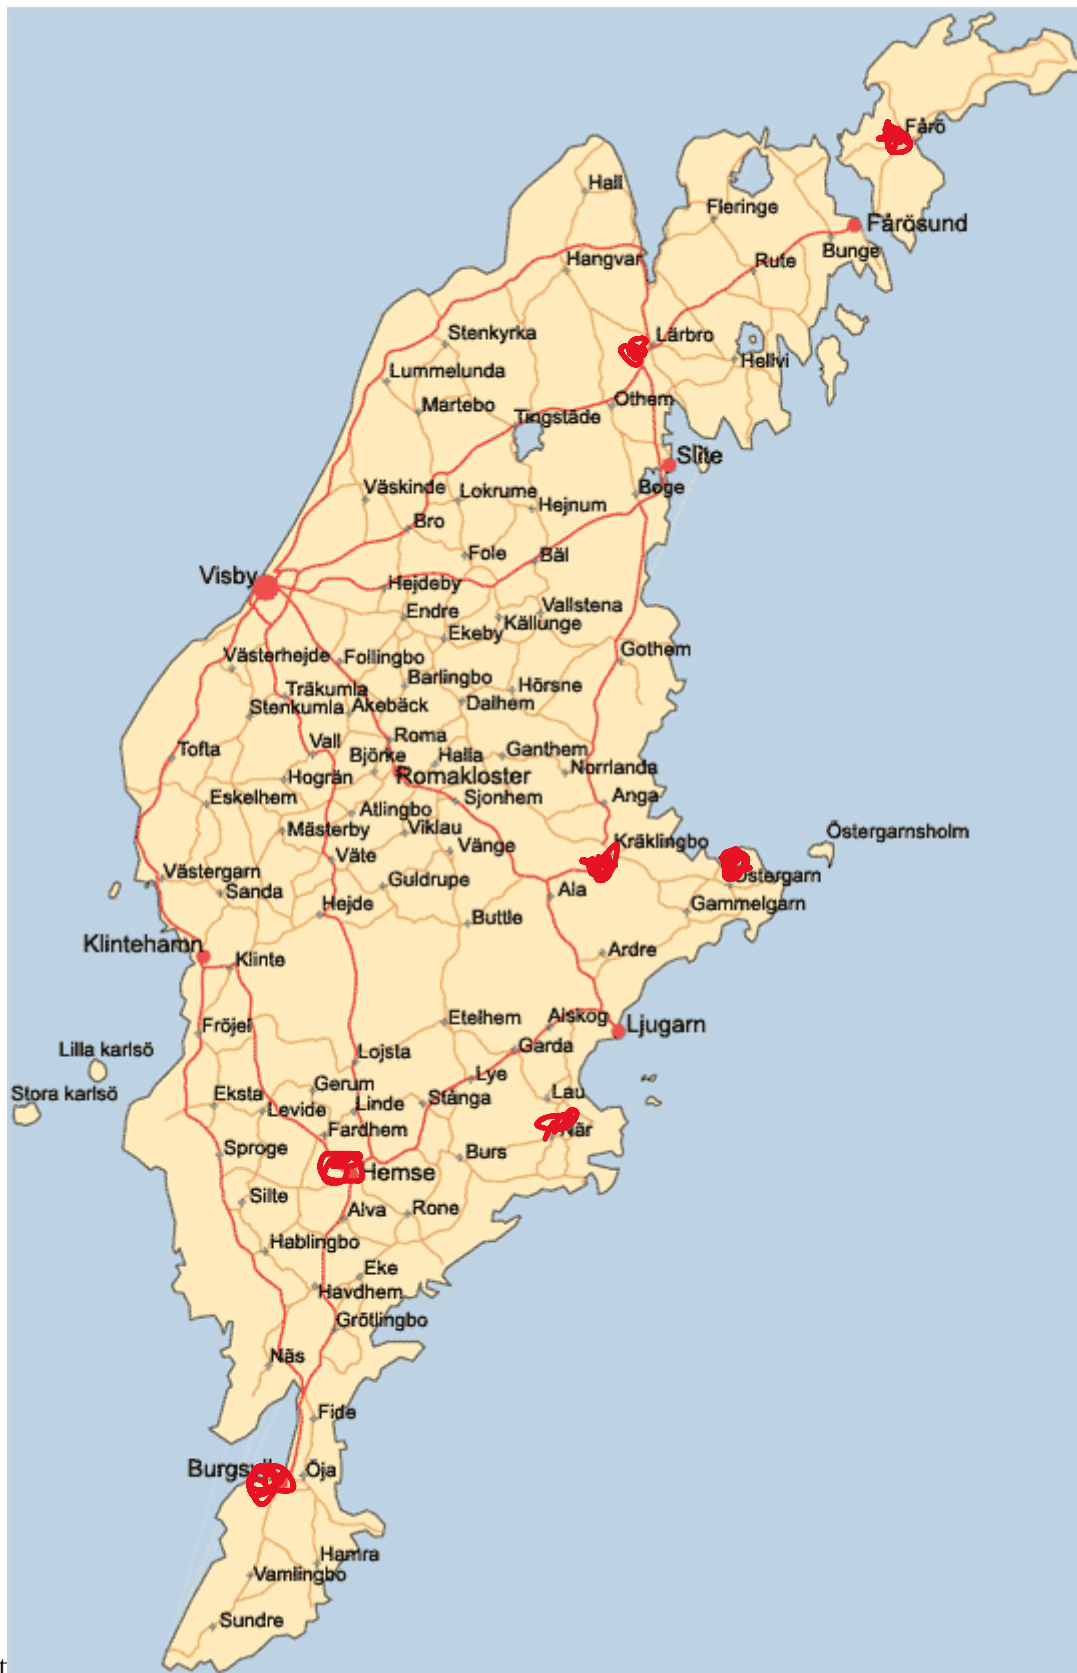 Fårö
Hall
Fleringe
Fårösund
Bunge
Hangvar
Rute
Stenkyrka
Lärbro
Hellvi
Lummelunda
Martebo
Othem
Tingstäde
Slite
Väskinde
Lokrume
Boge
Hejnum
Bro
Fole
Bäl
Visby
Hejdeby
Endre
Vallstena
Källunge
Ekeby
Västerhejde
Follingbo
Gothem
Barlingbo
Hörsne
Träkumla
Stenkumla
Akebäck
Dalhem
Tofta
Vall
Roma
Björke
Halla
Ganthem
Hogrän
Romakloster
Norrlanda
Eskelhem
Atlingbo
Sjonhem
Anga
Mästerby
Viklau
Kräklingbo
Östergarnsholm
Väte
Vänge
Västergarn
Sanda
Guldrupe
Ala
Östergarn
Hejde
Buttle
Gammelgarn
Klintehamn
Klinte
Ardre
Fröjel
Etelhem
Alskog
Ljugarn
Lilla karlsö
Lojsta
Garda
Stora karlsö
Eksta
Gerum
Lye
Levide
Linde
Stånga
Lau
Fardhem
När
Sproge
Burs
Hemse
Silte
Alva
Rone
Hablingbo
Eke
Havdhem
Grötlingbo
Näs
Fide
Öja
Hamra
Vamlingbo
Sundre
t